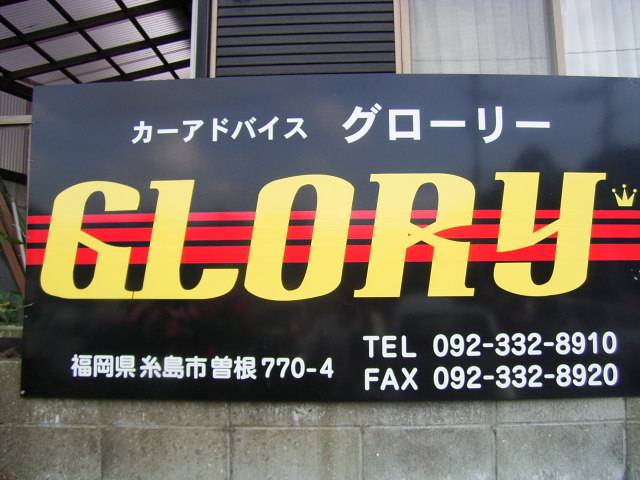 カーアドバイス グローリー
GLORY
福岡県糸島市曽根770-4
TEL 092-332-8910
FAX 092-332-8920